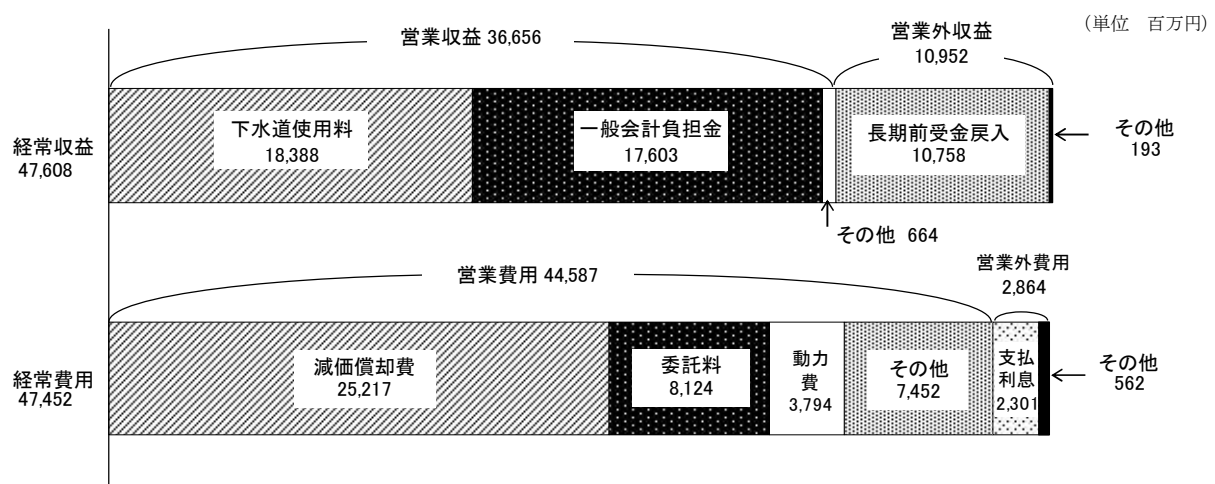 (単位　百万円)
営業収益 36,656
営業外収益
10,952
経常収益
47,608
下水道使用料
18,388
一般会計負担金
17,603
長期前受金戻入
10,758
その他
193
その他 664
営業費用 44,587
営業外費用
2,864
経常費用
47,452
減価償却費
25,217
委託料
8,124
動力
費
3,794
その他
7,452
支払
利息
2,301
その他
562